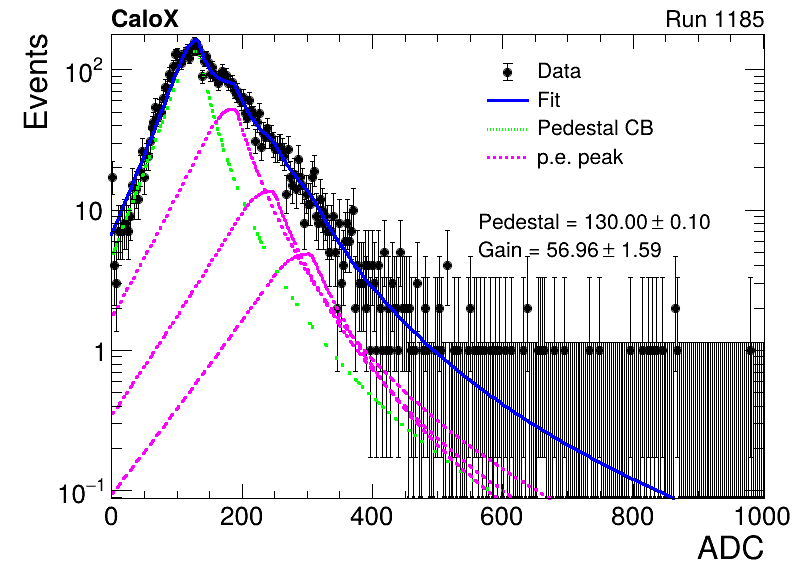 CaloX Run 1185
Events
10²
10
1
10⁻¹
Data
Fit
Pedestal CB
p.e. peak
Pedestal = 130.00 ± 0.10
Gain = 56.96 ± 1.59
0 200 400 600 800 1000
ADC